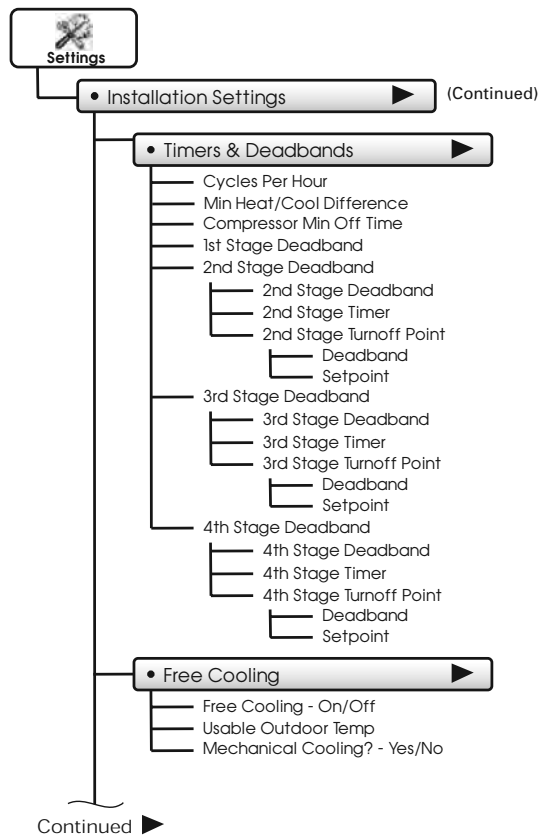 Settings
• Installation Settings
(Continued)
• Timers & Deadbands
Cycles Per Hour
Min Heat/Cool Difference
Compressor Min Off Time
1st Stage Deadband
2nd Stage Deadband
2nd Stage Deadband
2nd Stage Timer
2nd Stage Turnoff Point
Deadband
Setpoint
3rd Stage Deadband
3rd Stage Deadband
3rd Stage Timer
3rd Stage Turnoff Point
Deadband
Setpoint
4th Stage Deadband
4th Stage Deadband
4th Stage Timer
4th Stage Turnoff Point
Deadband
Setpoint
• Free Cooling
Free Cooling - On/Off
Usable Outdoor Temp
Mechanical Cooling? - Yes/No
Continued